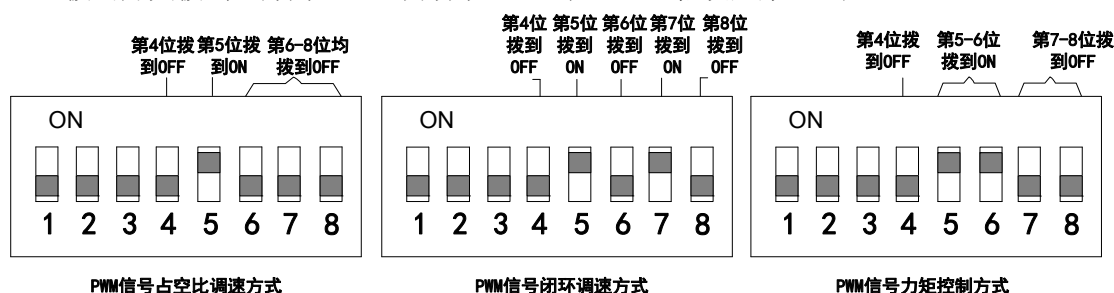 第4位拨
到OFF
第5位拨
到ON
第6-8位均
拨到OFF
ON
1 2 3 4 5 6 7 8
PWM信号占空比调速方式
第4位
拨到
OFF
第5位
拨到
ON
第6位
拨到
OFF
第7位
拨到
ON
第8位
拨到
OFF
ON
1 2 3 4 5 6 7 8
PWM信号闭环调速方式
第4位拨
到OFF
第5-6位
拨到ON
第7-8位拨
到OFF
ON
1 2 3 4 5 6 7 8
PWM信号力矩控制方式